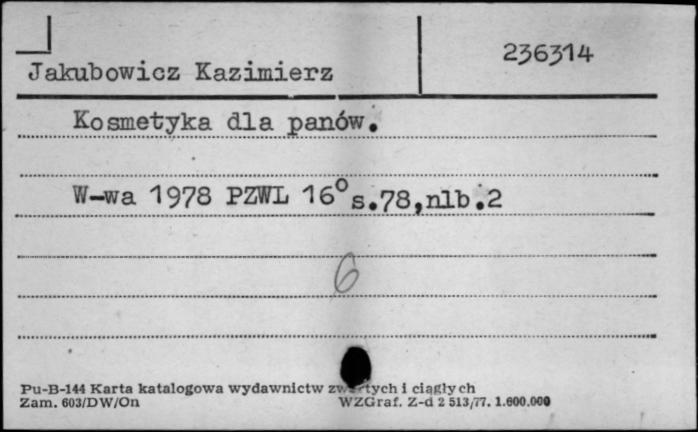 236314
Jakubowicz Kazimierz
Kosmetyka dla panów.
W-wa 1978 PZWL 16° s.78,nlb.2
6
Pu-B-144 Karta katalogowa wydawnictw zwartych i ciągłych
Zam. 603/DW/On WZGraf. Z-d 2 513/77. 1.600.000